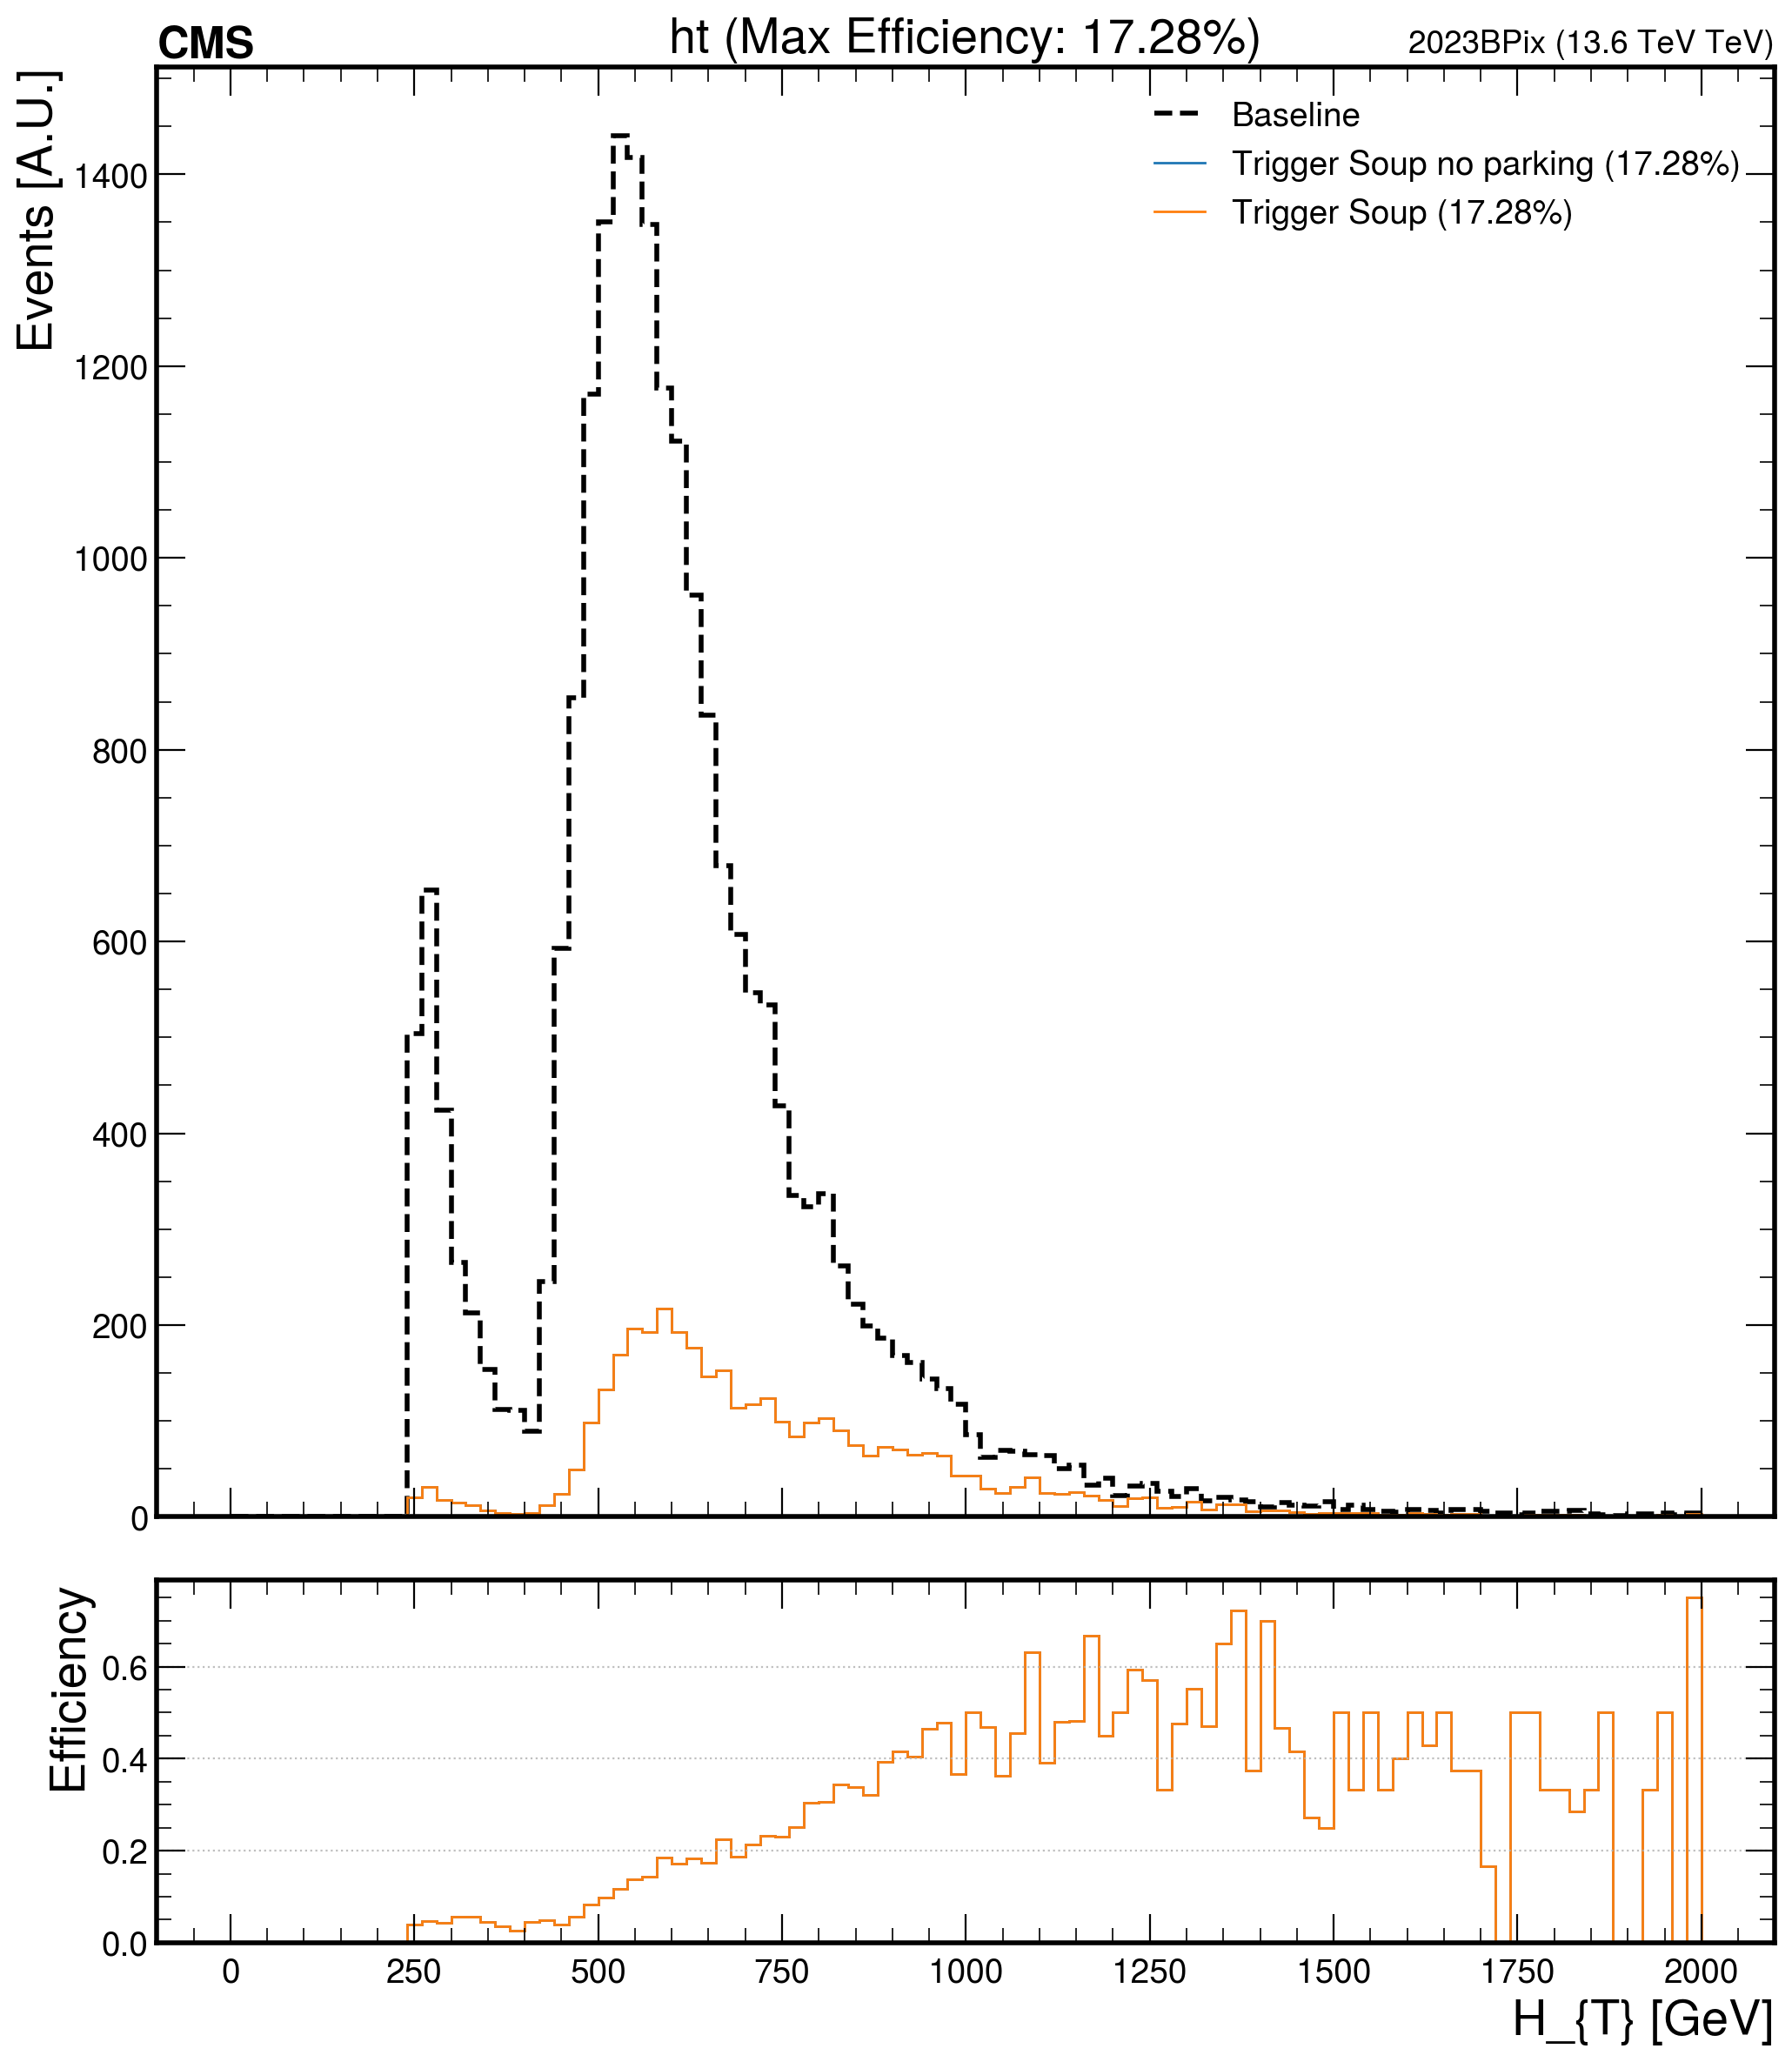 CMS ht (Max Efficiency: 17.28%) 2023BPix (13.6 TeV TeV)
Events [A.U.]
Baseline
Trigger Soup no parking (17.28%)
Trigger Soup (17.28%)
1400
1200
1000
800
600
400
200
0
Efficiency
0.6
0.4
0.2
0.0
0 250 500 750 1000 1250 1500 1750 2000
H_{T} [GeV]